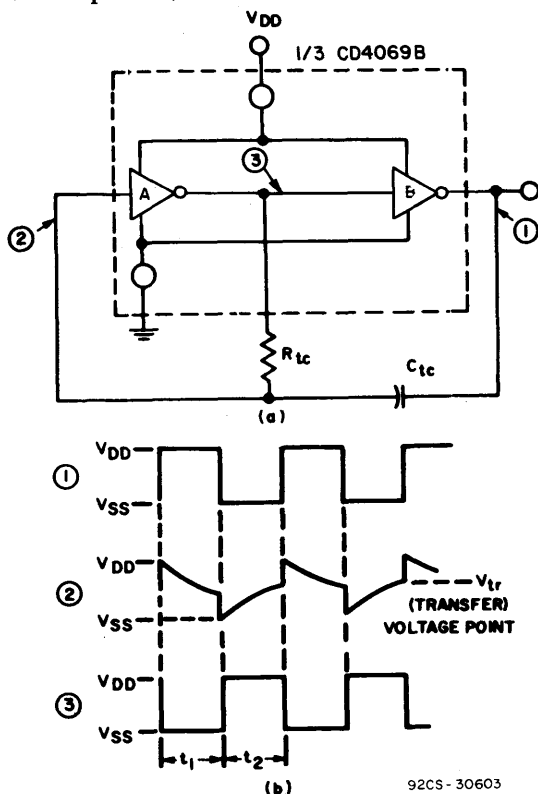 VDD
1/3 CD4069B
③
A
B
②
①
Rtc
Ctc
(a)
VDD
①
VSS
VDD
②
Vtr
(TRANSFER)
VOLTAGE POINT
VSS
VDD
③
VSS
t1
t2
(b)
92CS-30603